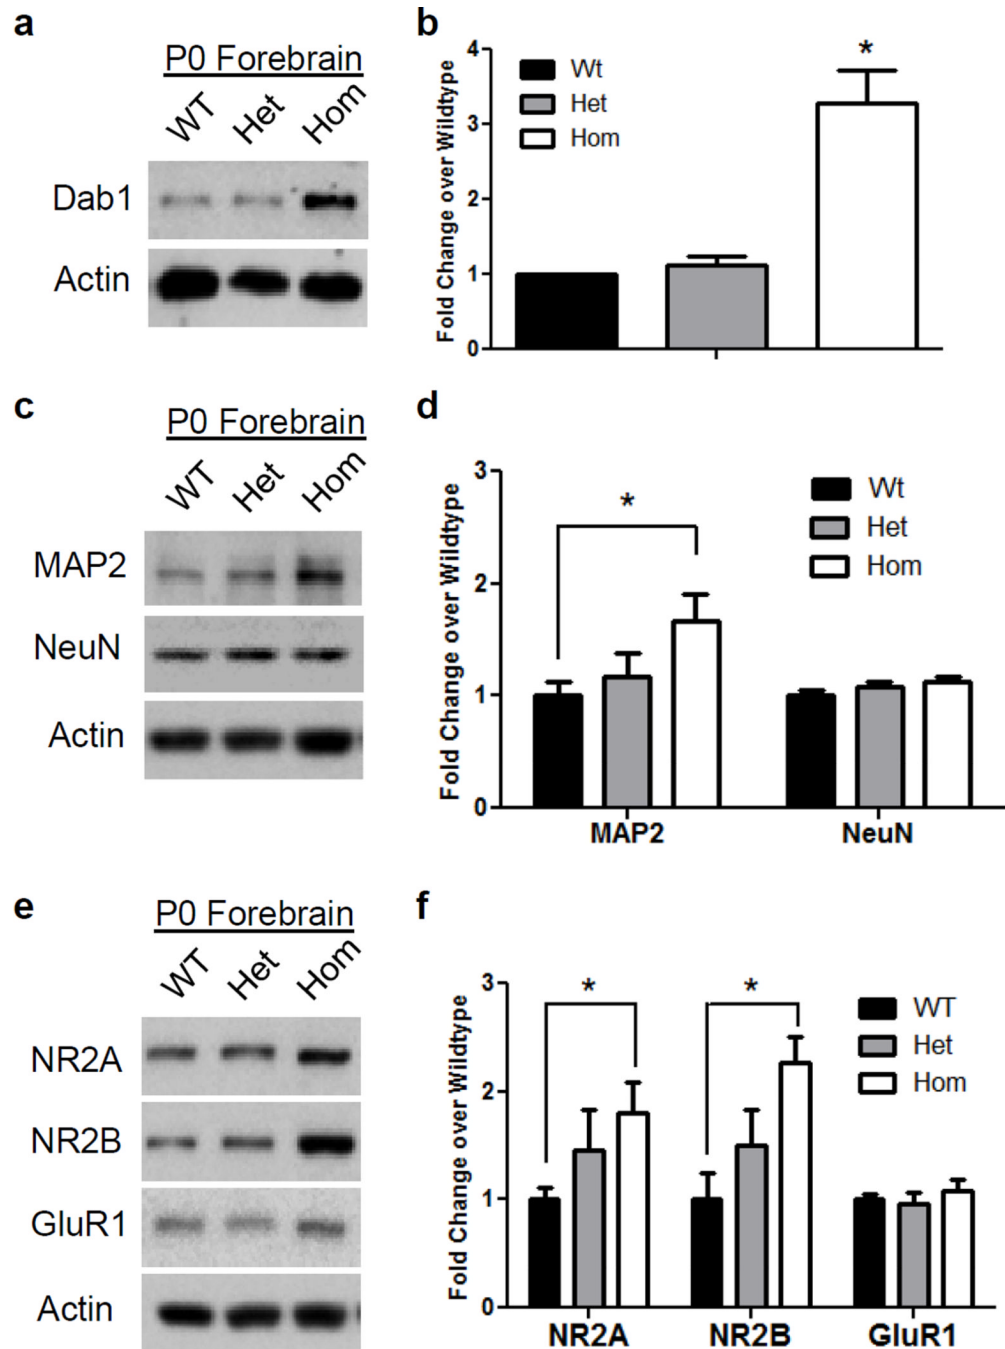 a
P0 Forebrain
WT Het Hom
Dab1
Actin
b
Fold Change over Wildtype
4
3
2
1
0
Wt
Het
Hom
*
c
P0 Forebrain
WT Het Hom
MAP2
NeuN
Actin
d
Fold Change over Wildtype
3
2
1
0
*
Wt
Het
Hom
MAP2 NeuN
e
P0 Forebrain
WT Het Hom
NR2A
NR2B
GluR1
Actin
f
Fold Change over Wildtype
3
2
1
0
* *
WT
Het
Hom
NR2A NR2B GluR1